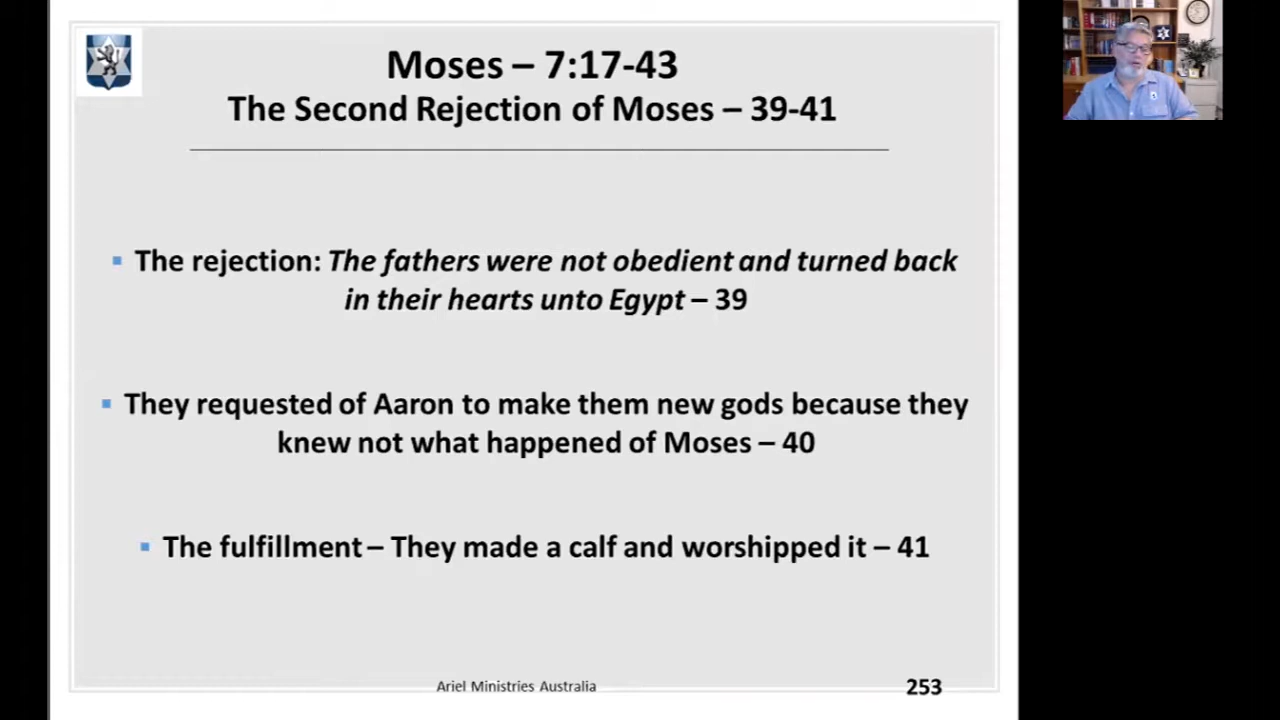 Moses – 7:17-43
The Second Rejection of Moses – 39-41
▪ The rejection: The fathers were not obedient and turned back
in their hearts unto Egypt – 39
▪ They requested of Aaron to make them new gods because they
knew not what happened of Moses – 40
▪ The fulfillment – They made a calf and worshipped it – 41
Ariel Ministries Australia
253